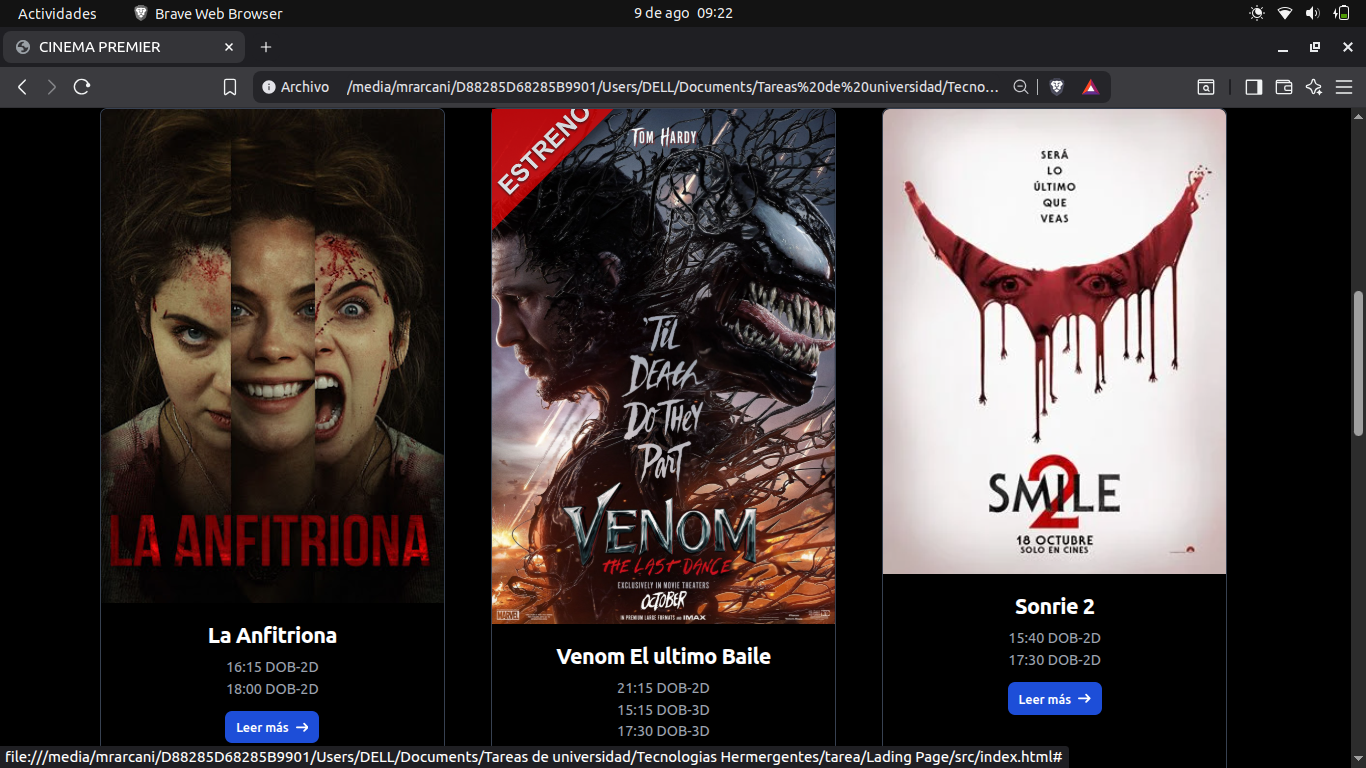 Actividades
Brave Web Browser
9 de ago 09:22
CINEMA PREMIER
Archivo
/media/mrarcani/D88285D68285B9901/Users/DELL/Documents/Tareas%20de%20universidad/Tecno...
LA ANFITRIONA
La Anfitriona
16:15 DOB-2D
18:00 DOB-2D
Leer más →
ESTRENO
TOM HARDY
'TIL
DEATH
DO THEY
PART
VENOM
THE LAST DANCE
EXCLUSIVELY IN MOVIE THEATERS
OCTOBER
MARVEL
IN PREMIUM LARGE FORMATS AND IMAX
Venom El ultimo Baile
21:15 DOB-2D
15:15 DOB-3D
17:30 DOB-3D
SERÁ
LO
ÚLTIMO
QUE
VEAS
SMILE
2
18 OCTUBRE
SOLO EN CINES
Sonrie 2
15:40 DOB-2D
17:30 DOB-2D
Leer más →
file:///media/mrarcani/D88285D68285B9901/Users/DELL/Documents/Tareas de universidad/Tecnologias Hermergentes/tarea/Lading Page/src/index.html#